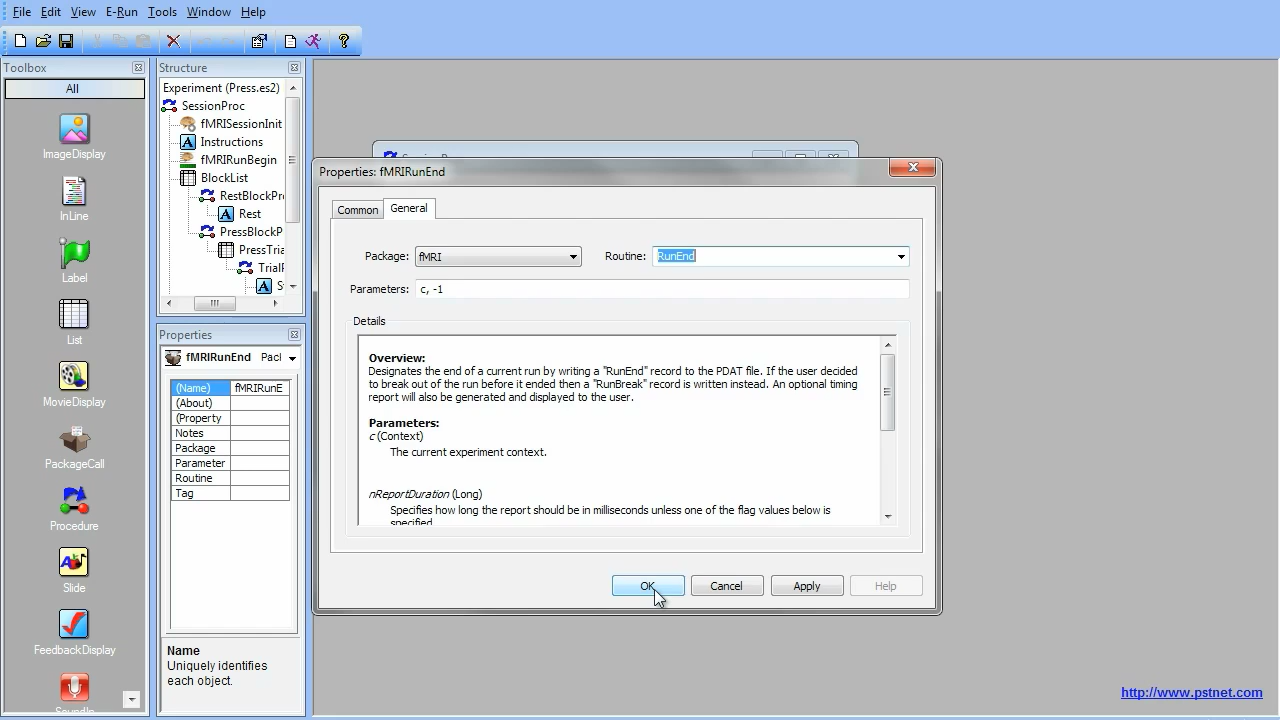 File Edit View E-Run Tools Window Help
Toolbox
All
ImageDisplay
InLine
Label
List
MovieDisplay
PackageCall
Procedure
Slide
FeedbackDisplay
Structure
Experiment (Press.es2)
SessionProc
fMRISessionInit
Instructions
fMRIRunBegin
BlockList
RestBlockPr
Rest
PressBlockP
PressTria
TrialF
Properties
fMRIRunEnd Pacl
(Name) fMRIRunE
(About)
(Property
Notes
Package
Parameter
Routine
Tag
Name
Uniquely identifies
each object.
Properties: fMRIRunEnd
Common General
Package: fMRI Routine: RunEnd
Parameters: c, -1
Details
Overview:
Designates the end of a current run by writing a "RunEnd" record to the PDAT file. If the user decided
to break out of the run before it ended then a "RunBreak" record is written instead. An optional timing
report will also be generated and displayed to the user.
Parameters:
c (Context)
The current experiment context.
nReportDuration (Long)
Specifies how long the report should be in milliseconds unless one of the flag values below is
specified
OK Cancel Apply Help
http://www.pstnet.com